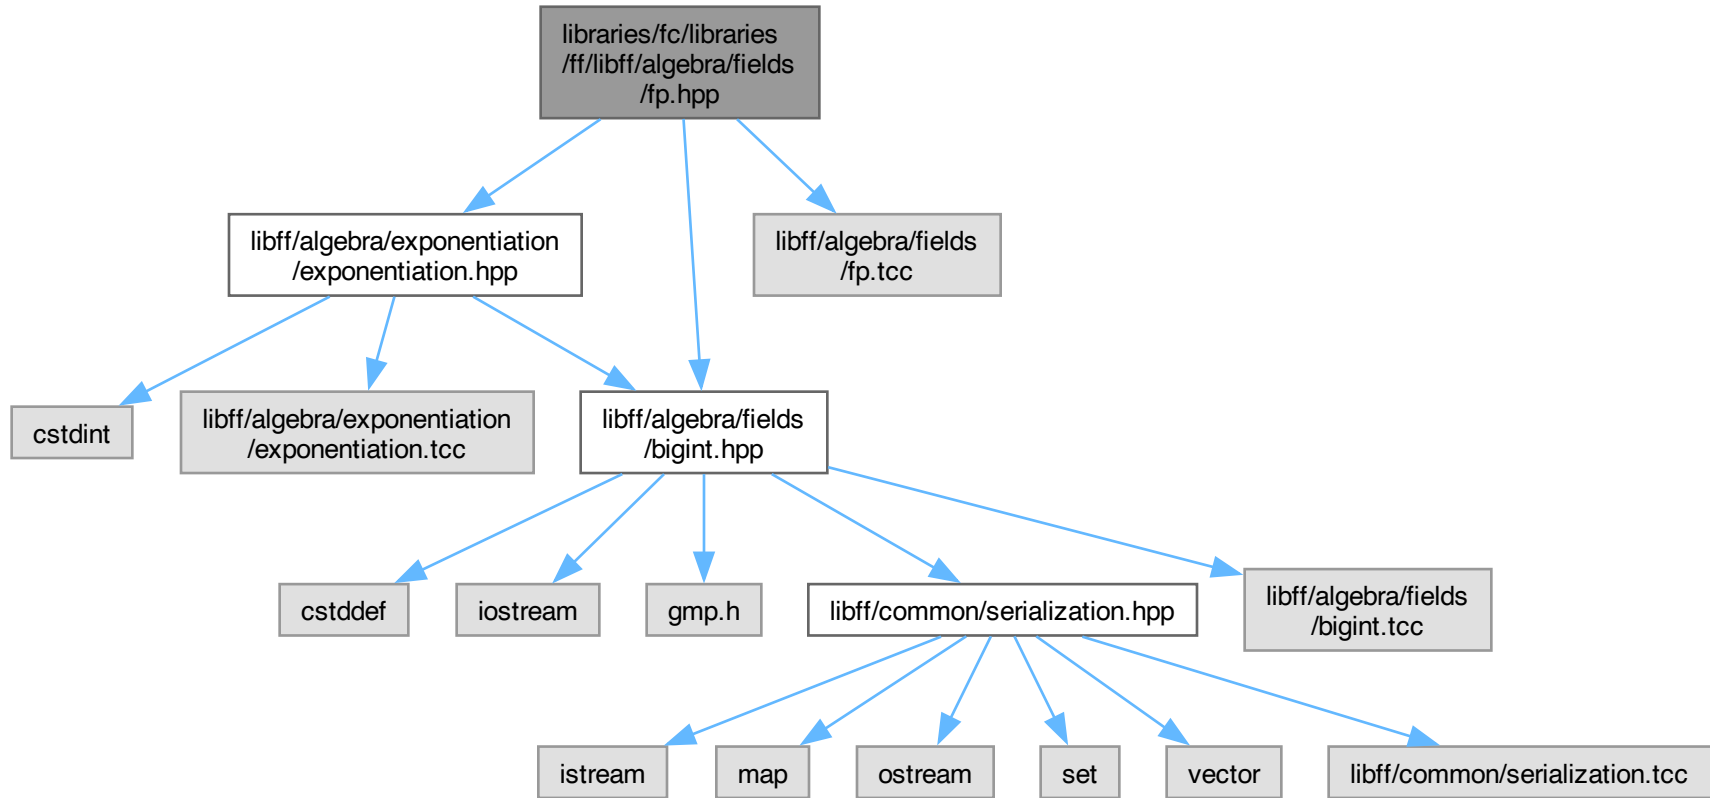 libraries/fc/libraries
/ff/libff/algebra/fields
/fp.hpp
libff/algebra/exponentiation
/exponentiation.hpp
libff/algebra/fields
/fp.tcc
cstdint
libff/algebra/exponentiation
/exponentiation.tcc
libff/algebra/fields
/bigint.hpp
cstddef
iostream
gmp.h
libff/common/serialization.hpp
libff/algebra/fields
/bigint.tcc
istream
map
ostream
set
vector
libff/common/serialization.tcc